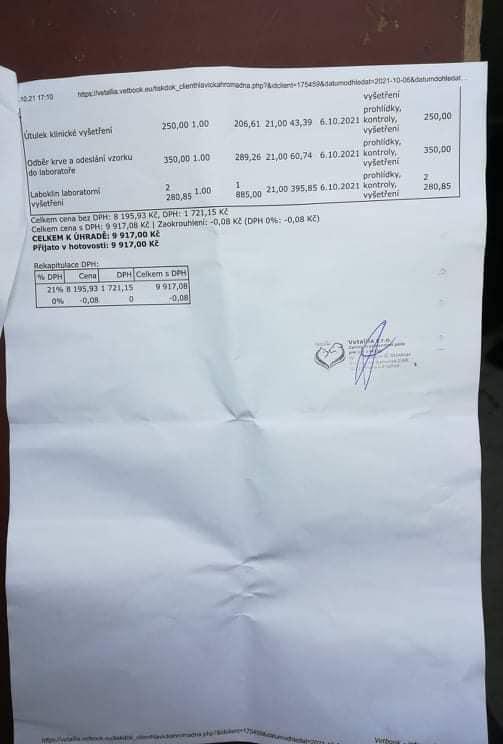 .10.21 17:10
https://vetallia.vetbook.eu/tiskdok_clienthlavickahromadna.php?&idclient=175459&datumodhledat=2021-10-06&datumdohledat...
vyšetření
Útulek klinické vyšetření 250,00 1,00 206,61 21,00 43,39 6.10.2021 prohlídky, kontroly, vyšetření 250,00
Odběr krve a odeslání vzorku do laboratoře 350,00 1.00 289,26 21,00 60,74 6.10.2021 prohlídky, kontroly, vyšetření 350,00
Laboklin laboratorní vyšetření 2 280,85 1.00 1 885,00 21,00 395,85 6.10.2021 prohlídky, kontroly, vyšetření 2 280,85
Celkem cena bez DPH: 8 195,93 Kč, DPH: 1 721,15 Kč
Celkem cena s DPH: 9 917,08 Kč | Zaokrouhlení: -0,08 Kč (DPH 0%: -0,08 Kč)
CELKEM K ÚHRADĚ: 9 917,00 Kč
Přijato v hotovosti: 9 917,00 Kč
Rekapitulace DPH:
% DPH Cena DPH Celkem s DPH
21% 8 195,93 1 721,15 9 917,08
0% -0,08 0 -0,08
Vetallia s.r.o.